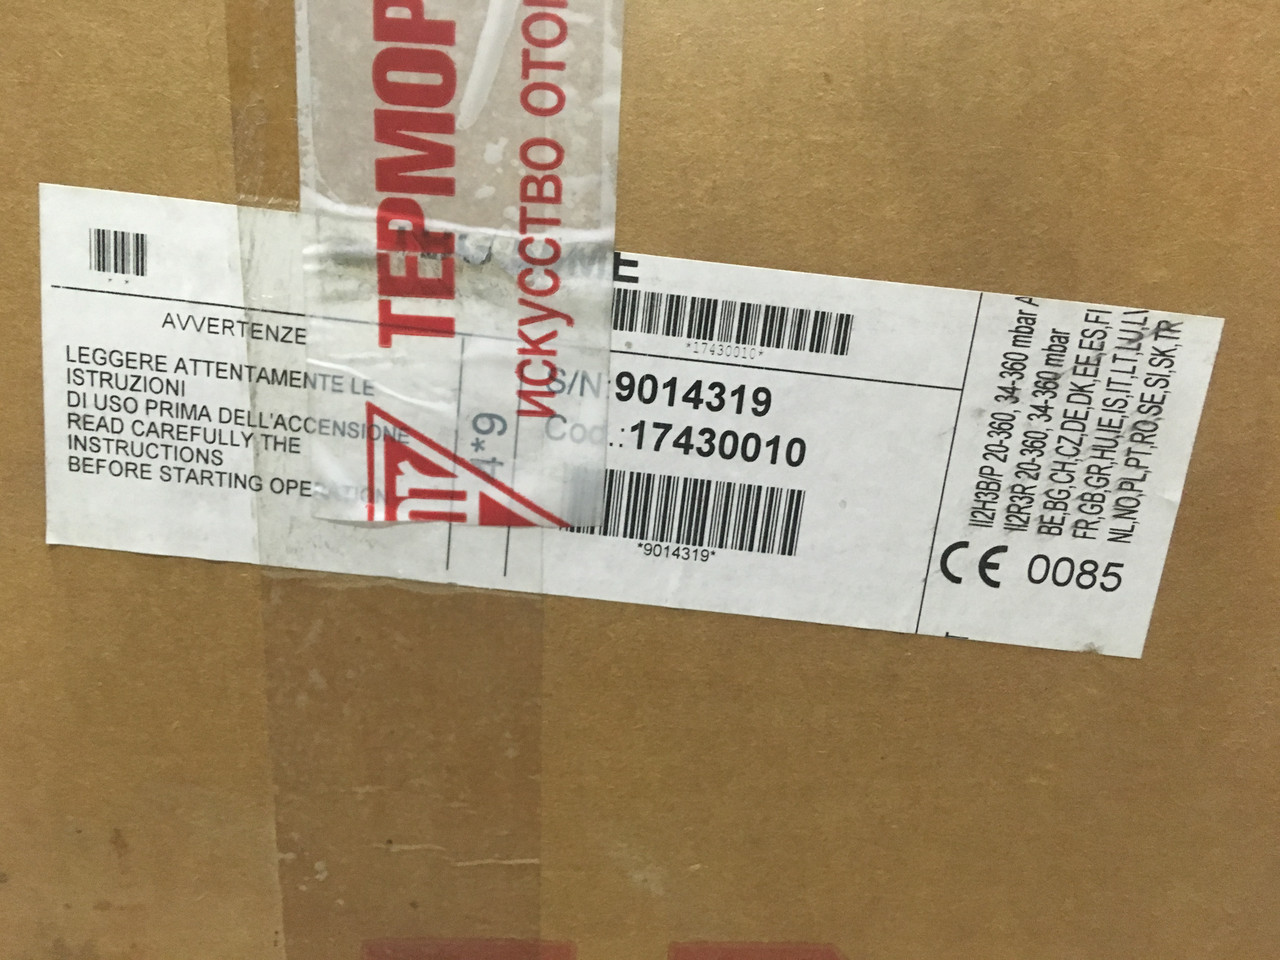 ТЕРМОР
ИСКУССТВО ОТОП
AVVERTENZE
LEGGERE ATTENTAMENTE LE
ISTRUZIONI
DI USO PRIMA DELL'ACCENSIONE
READ CAREFULLY THE
INSTRUCTIONS
BEFORE STARTING OPERATION
*17430010*
S/N:9014319
Cod.:17430010
*9014319*
II2H3B/P 20-360, 34-360 mbar A
II2R3R 20-360, 34-360 mbar
BE,BG,CH,CZ,DE,DK,EE,ES,FI
FR,GB,GR,HU,IE,IS,IT,LT,LU,LV
NL,NO,PL,PT,RO,SE,SI,SK,TR
CE 0085